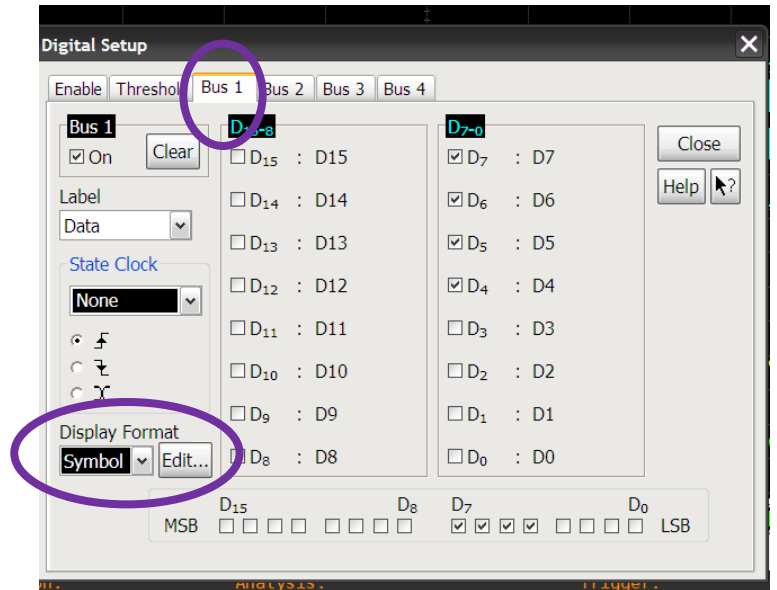 Digital Setup
Enable Threshol Bus 1 Bus 2 Bus 3 Bus 4
Bus 1
On Clear
Label
Data
State Clock
None
Display Format
Symbol Edit...
D₁₅₋₈
D₁₅ : D15
D₁₄ : D14
D₁₃ : D13
D₁₂ : D12
D₁₁ : D11
D₁₀ : D10
D₉ : D9
D₈ : D8
D₇₋₀
D₇ : D7
D₆ : D6
D₅ : D5
D₄ : D4
D₃ : D3
D₂ : D2
D₁ : D1
D₀ : D0
Close
Help ?
D₁₅ D₈ D₇ D₀
MSB LSB
Analysis: Trigger: